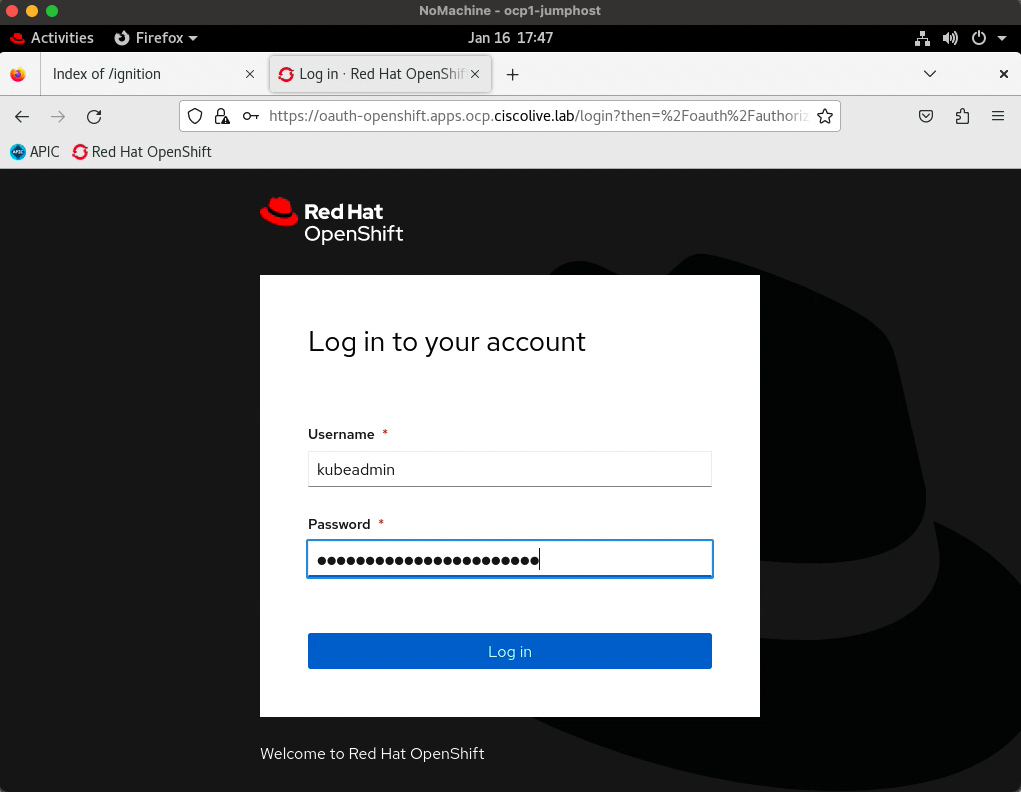 NoMachine - ocp1-jumphost
Activities Firefox Jan 16 17:47
Index of /ignition Log in · Red Hat OpenShif
https://oauth-openshift.apps.ocp.ciscolive.lab/login?then=%2Foauth%2Fauthoriz
APIC Red Hat OpenShift
Red Hat
OpenShift
Log in to your account
Username *
kubeadmin
Password *
●●●●●●●●●●●●●●●●●●●●●●●
Log in
Welcome to Red Hat OpenShift